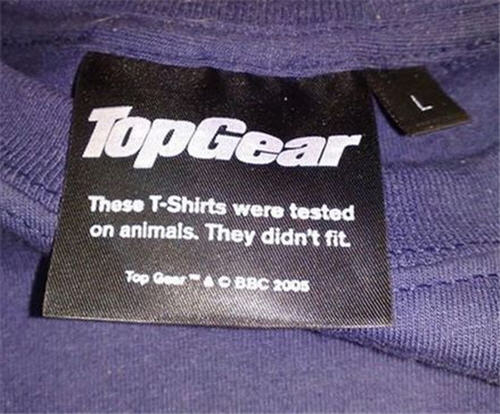 TopGear
L
These T-Shirts were tested
on animals. They didn't fit.
Top Gear™ & © BBC 2005